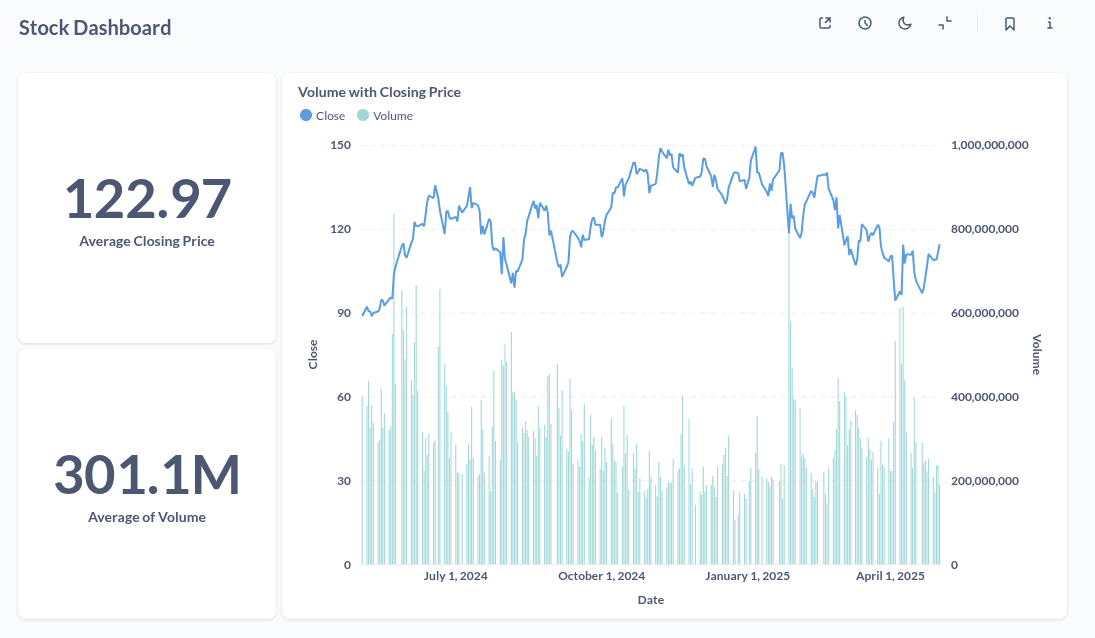 Stock Dashboard
122.97
Average Closing Price
301.1M
Average of Volume
Volume with Closing Price
Close
Volume
150
120
90
60
30
0
Close
1,000,000,000
800,000,000
600,000,000
400,000,000
200,000,000
0
Volume
July 1, 2024
October 1, 2024
January 1, 2025
April 1, 2025
Date